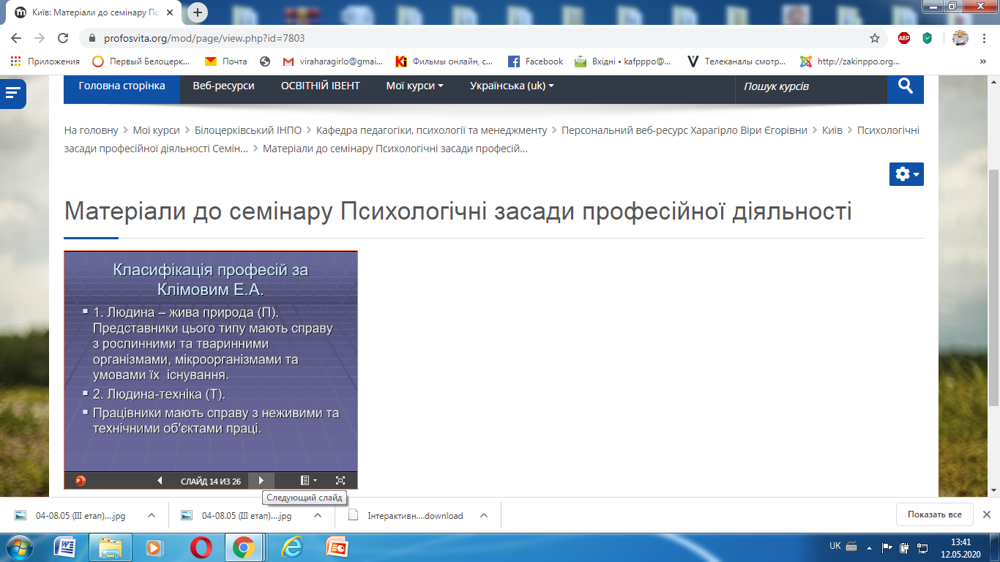 Київ: Матеріали до семінару Пс
profosvita.org/mod/page/view.php?id=7803
ABP
Приложения
Первый Белоцерк...
Почта
viraharagirlo@gmai...
Фильмы онлайн, с...
Facebook
Вхідні • kafpppo@...
Телеканалы смотр...
http://zakinppo.org...
»
Головна сторінка
Веб-ресурси
ОСВІТНІЙ ІВЕНТ
Мої курси
Українська (uk)
Пошук курсів
На головну > Мої курси > Білоцерківський ІНПО > Кафедра педагогіки, психології та менеджменту > Персональний веб-ресурс Харагірло Віри Єгорівни > Київ > Психологічні
засади професійної діяльності Семін... > Матеріали до семінару Психологічні засади професій...
Матеріали до семінару Психологічні засади професійної діяльності
Класифікація професій за
Клімовим Е.А.
1. Людина – жива природа (П).
Представники цього типу мають справу
з рослинними та тваринними
організмами, мікроорганізмами та
умовами їх існування.
2. Людина-техніка (Т).
Працівники мають справу з неживими та
технічними об'єктами праці.
СЛАЙД 14 ИЗ 26
Следующий слайд
04-08.05 (ІІІ етап)....jpg
04-08.05 (ІІІ етап)....jpg
Інтерактивн....download
Показать все
UK
13:41
12.05.2020